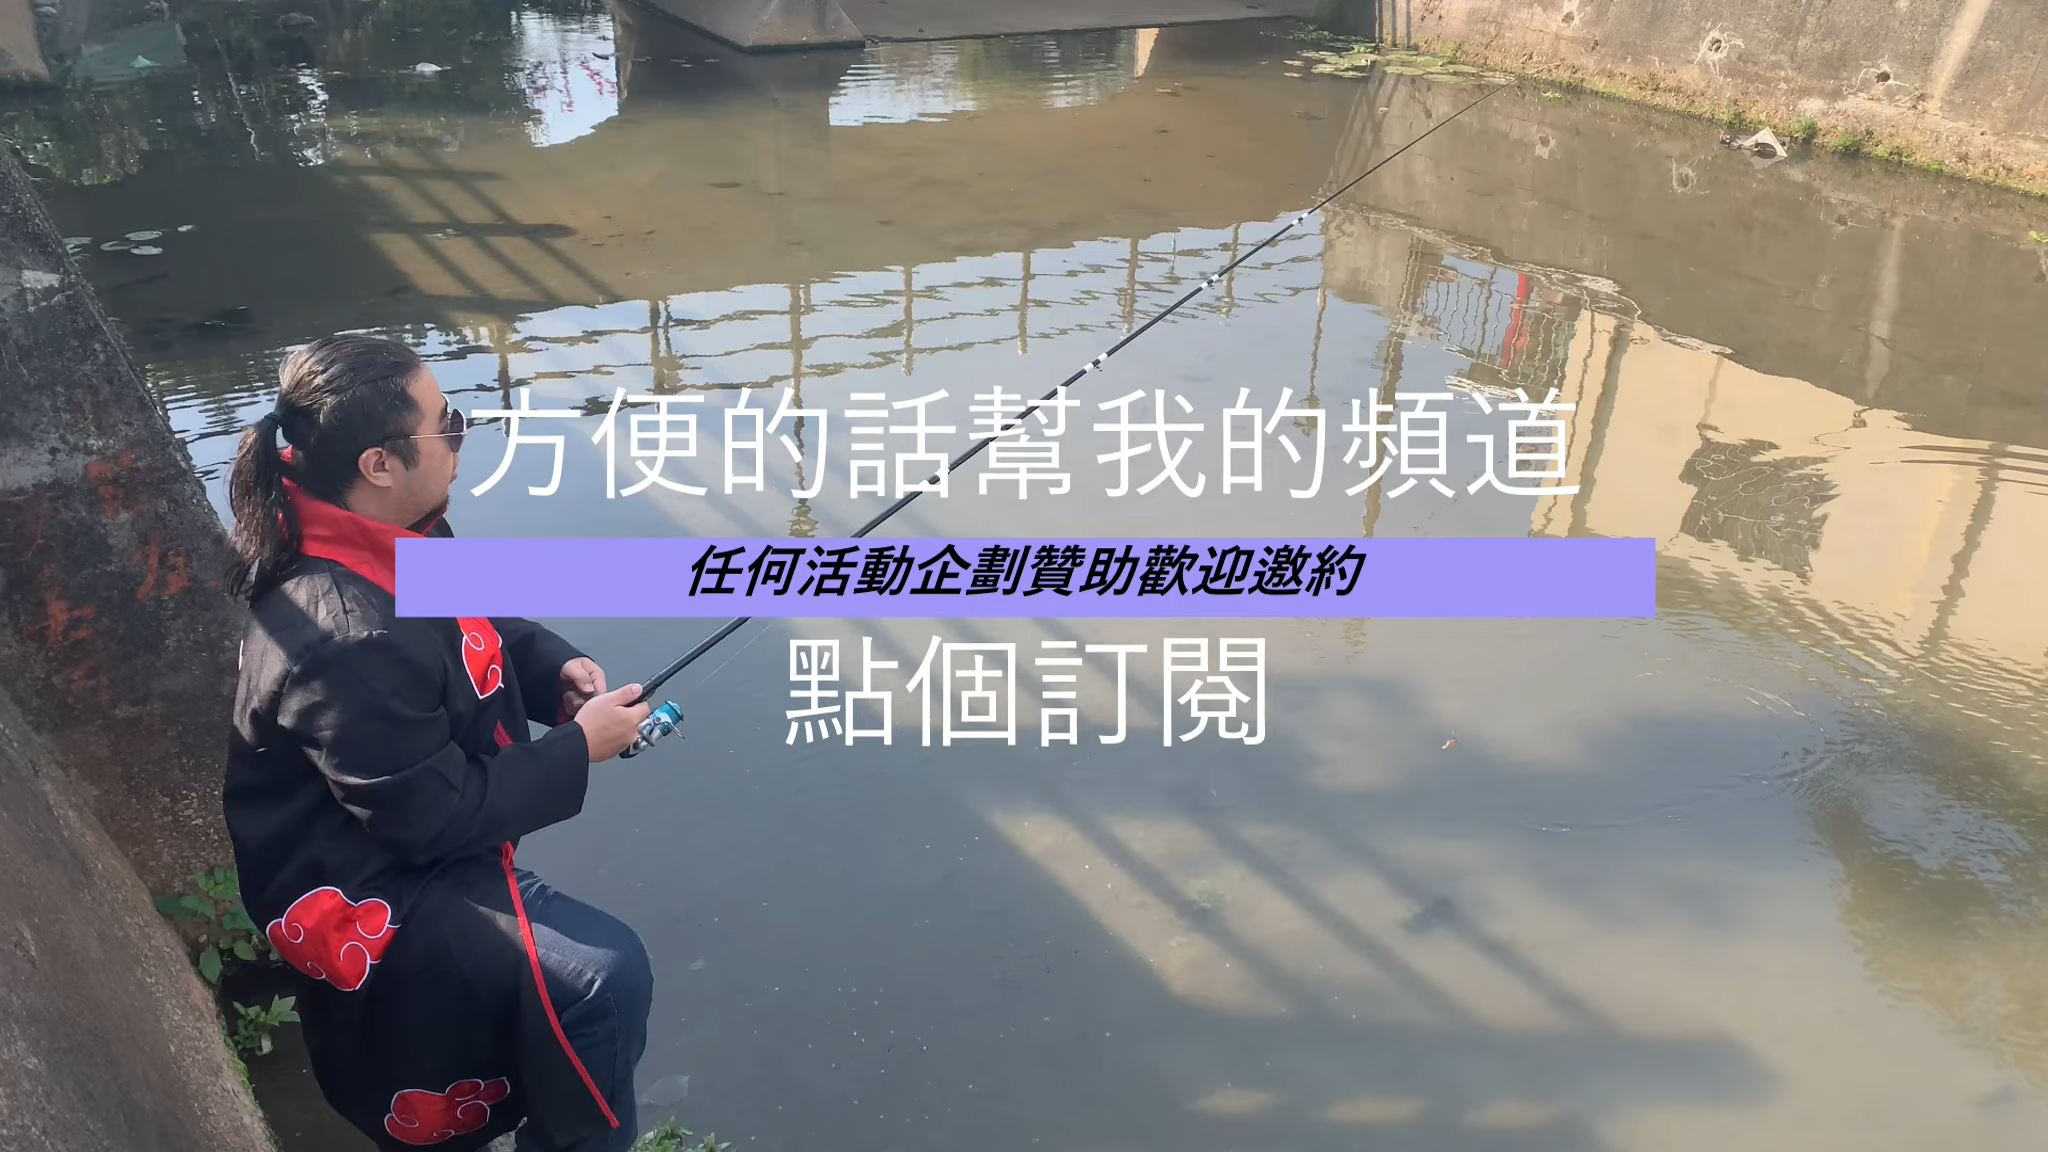 方便的話幫我的頻道
任何活動企劃贊助歡迎邀約
點個訂閱